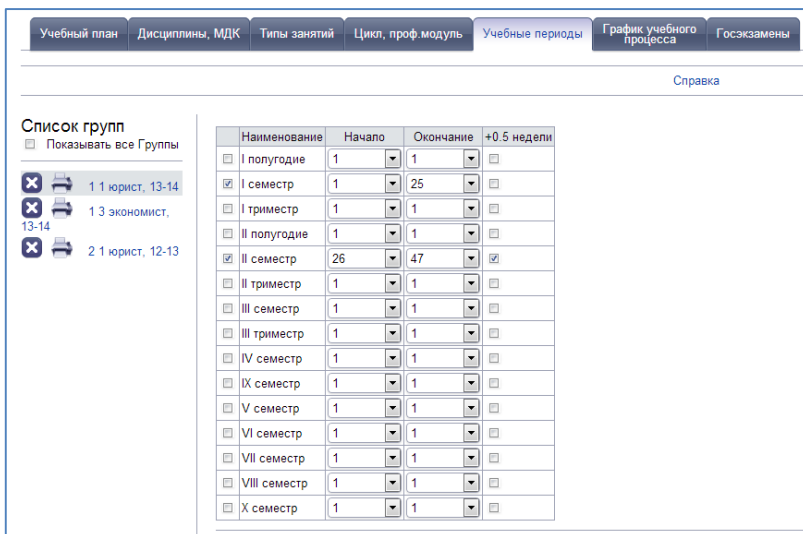 Учебный план Дисциплины, МДК Типы занятий Цикл, проф.модуль Учебные периоды График учебного процесса Госэкзамены
Справка
Список групп
Показывать все Группы
1 1 юрист, 13-14
1 3 экономист,
13-14
2 1 юрист, 12-13
Наименование Начало Окончание +0.5 недели
I полугодие 1 1
I семестр 1 25
I триместр 1 1
II полугодие 1 1
II семестр 26 47
II триместр 1 1
III семестр 1 1
III триместр 1 1
IV семестр 1 1
IX семестр 1 1
V семестр 1 1
VI семестр 1 1
VII семестр 1 1
VIII семестр 1 1
X семестр 1 1